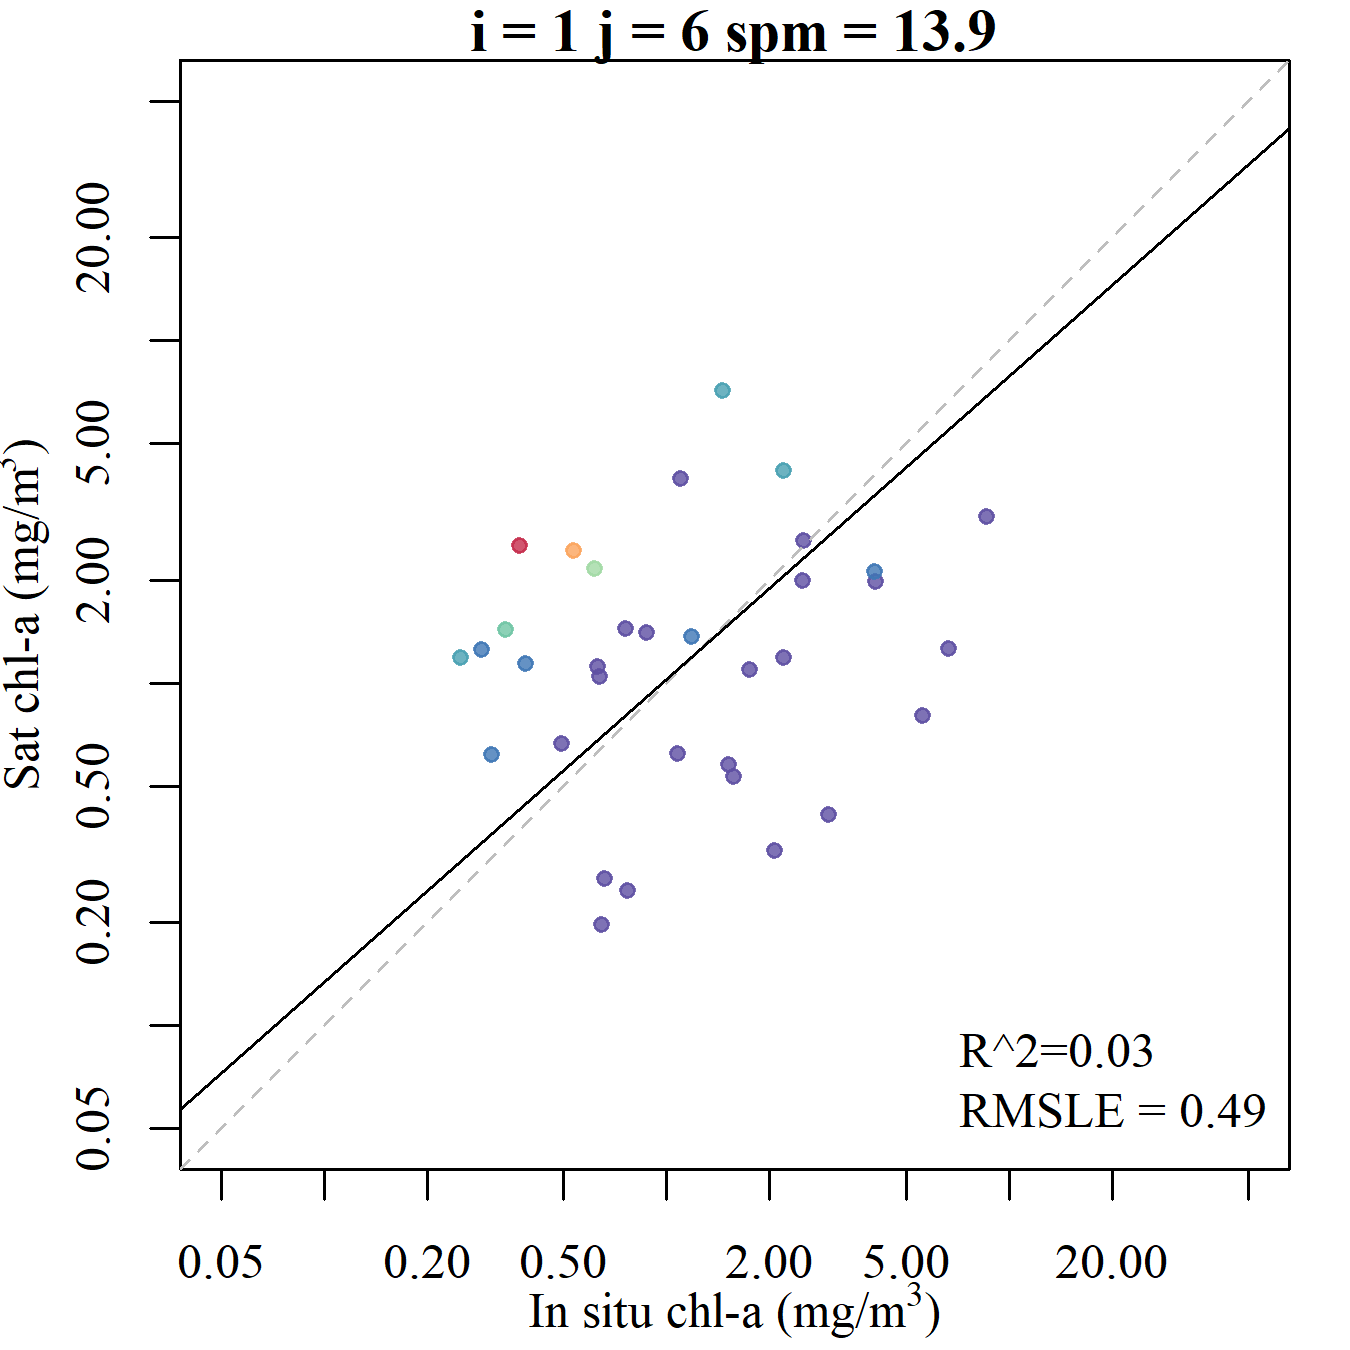 i = 1 j = 6 spm = 13.9
Sat chl-a (mg/m³)
20.00
5.00
2.00
0.50
0.20
0.05
R^2=0.03
RMSLE = 0.49
0.05 0.20 0.50 2.00 5.00 20.00
In situ chl-a (mg/m³)